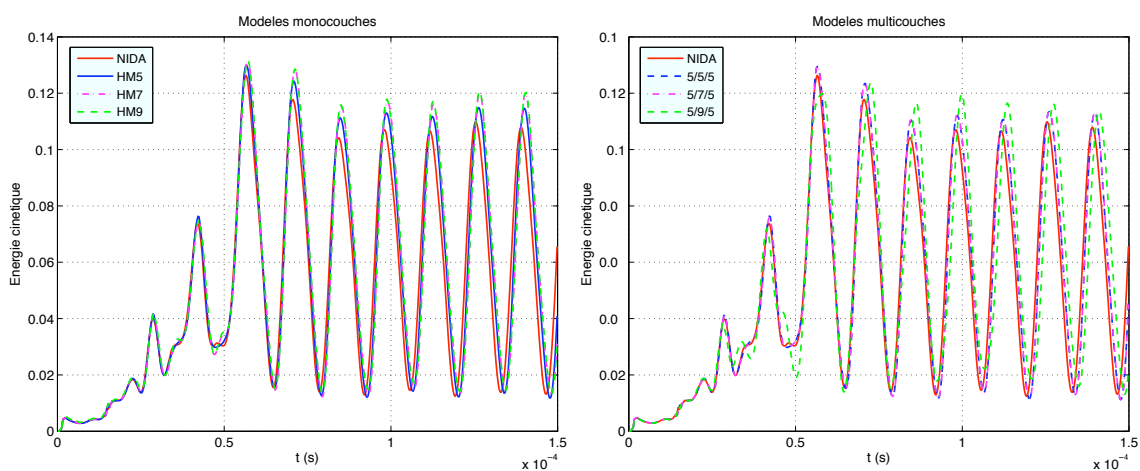 Modeles monocouches
0.14
0.12
0.1
0.08
0.06
0.04
0.02
0
Energie cinetique
NIDA
HM5
HM7
HM9
0
0.5
1
1.5
t (s)
x 10⁻⁴
Modeles multicouches
0.1
0.12
0.1
0.08
0.0
0.0
0.02
0
Energie cinetique
NIDA
5/5/5
5/7/5
5/9/5
0
0.5
1
1.5
t (s)
x 10⁻⁴